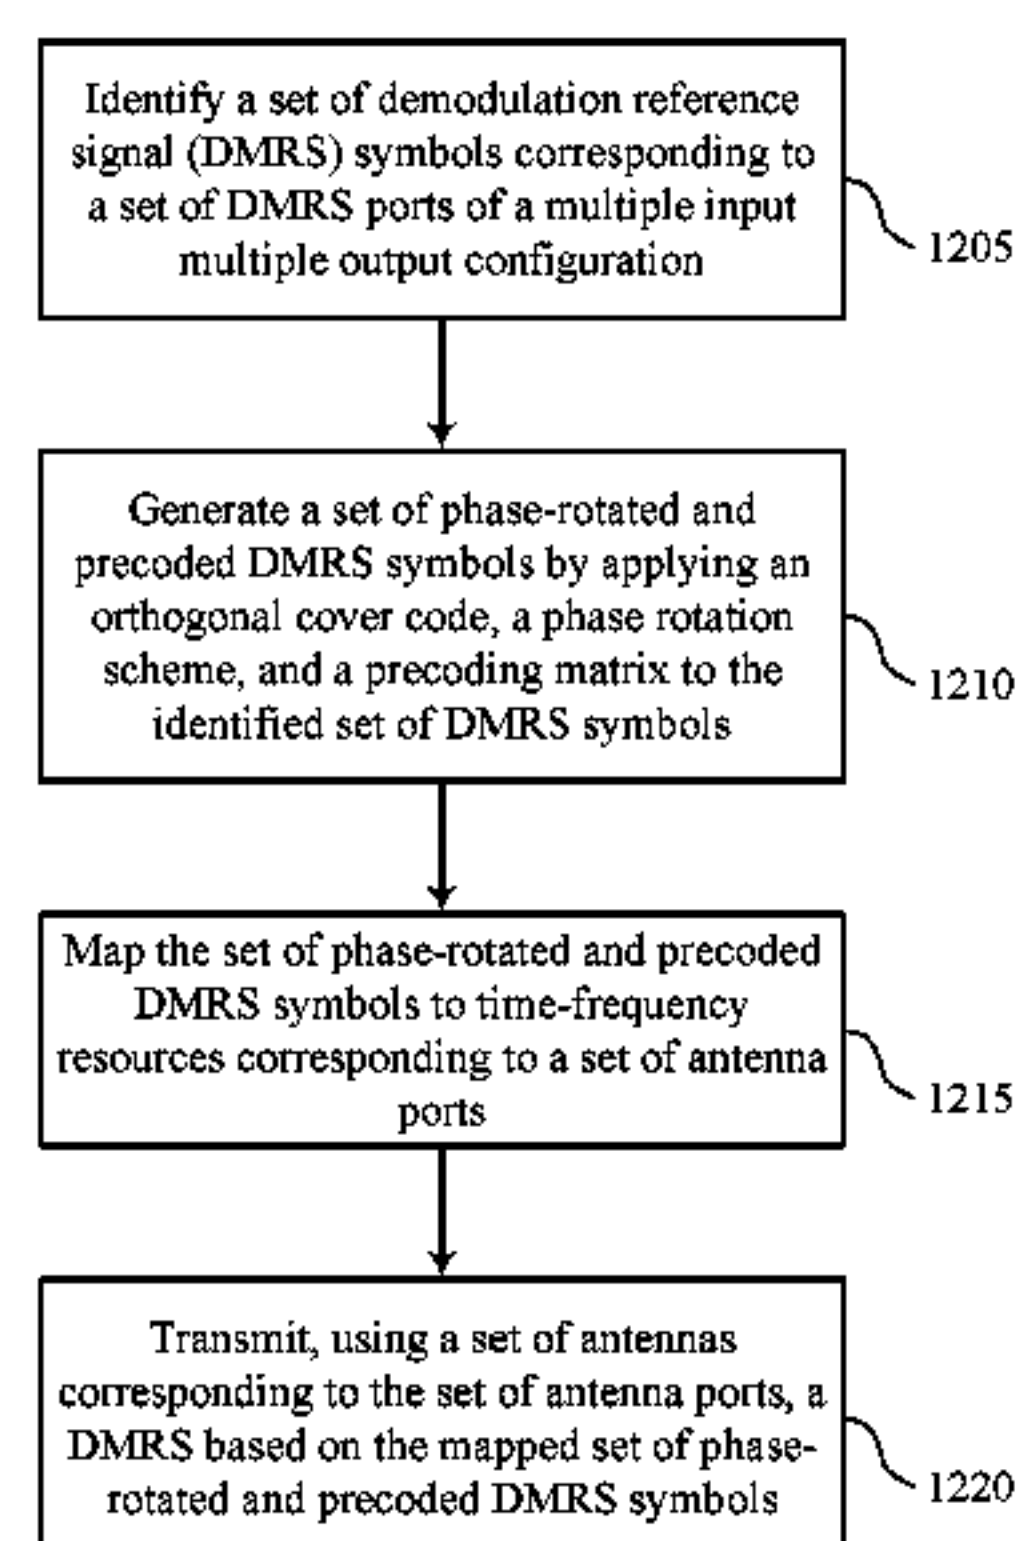 Identify a set of demodulation reference
signal (DMRS) symbols corresponding to
a set of DMRS ports of a multiple input
multiple output configuration
1205
Generate a set of phase-rotated and
precoded DMRS symbols by applying an
orthogonal cover code, a phase rotation
scheme, and a precoding matrix to the
identified set of DMRS symbols
1210
Map the set of phase-rotated and precoded
DMRS symbols to time-frequency
resources corresponding to a set of antenna
ports
1215
Transmit, using a set of antennas
corresponding to the set of antenna ports, a
DMRS based on the mapped set of phase-
rotated and precoded DMRS symbols
1220